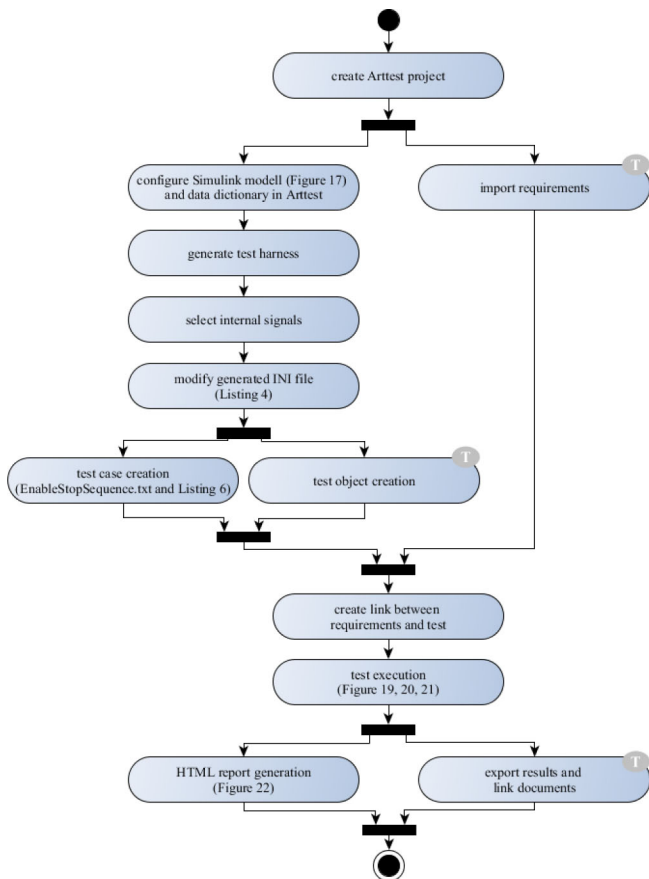 create Arttest project
configure Simulink modell (Figure 17)
and data dictionary in Arttest
T
import requirements
generate test harness
select internal signals
modify generated INI file
(Listing 4)
test case creation
(EnableStopSequence.txt and Listing 6)
T
test object creation
create link between
requirements and test
test execution
(Figure 19, 20, 21)
HTML report generation
(Figure 22)
T
export results and
link documents